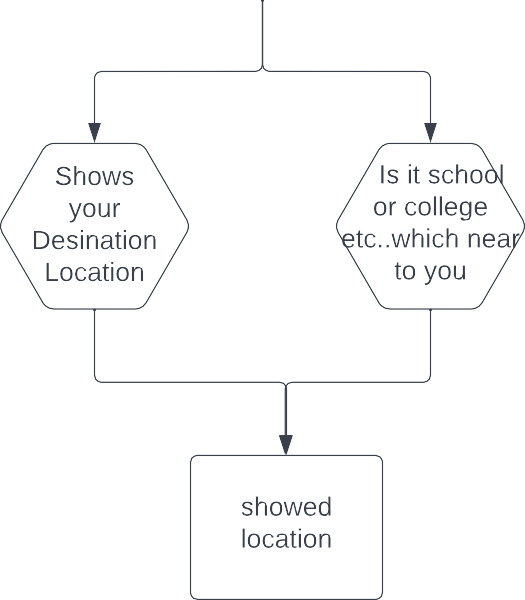 Shows
your
Desination
Location
Is it school
or college
etc..which near
to you
showed
location